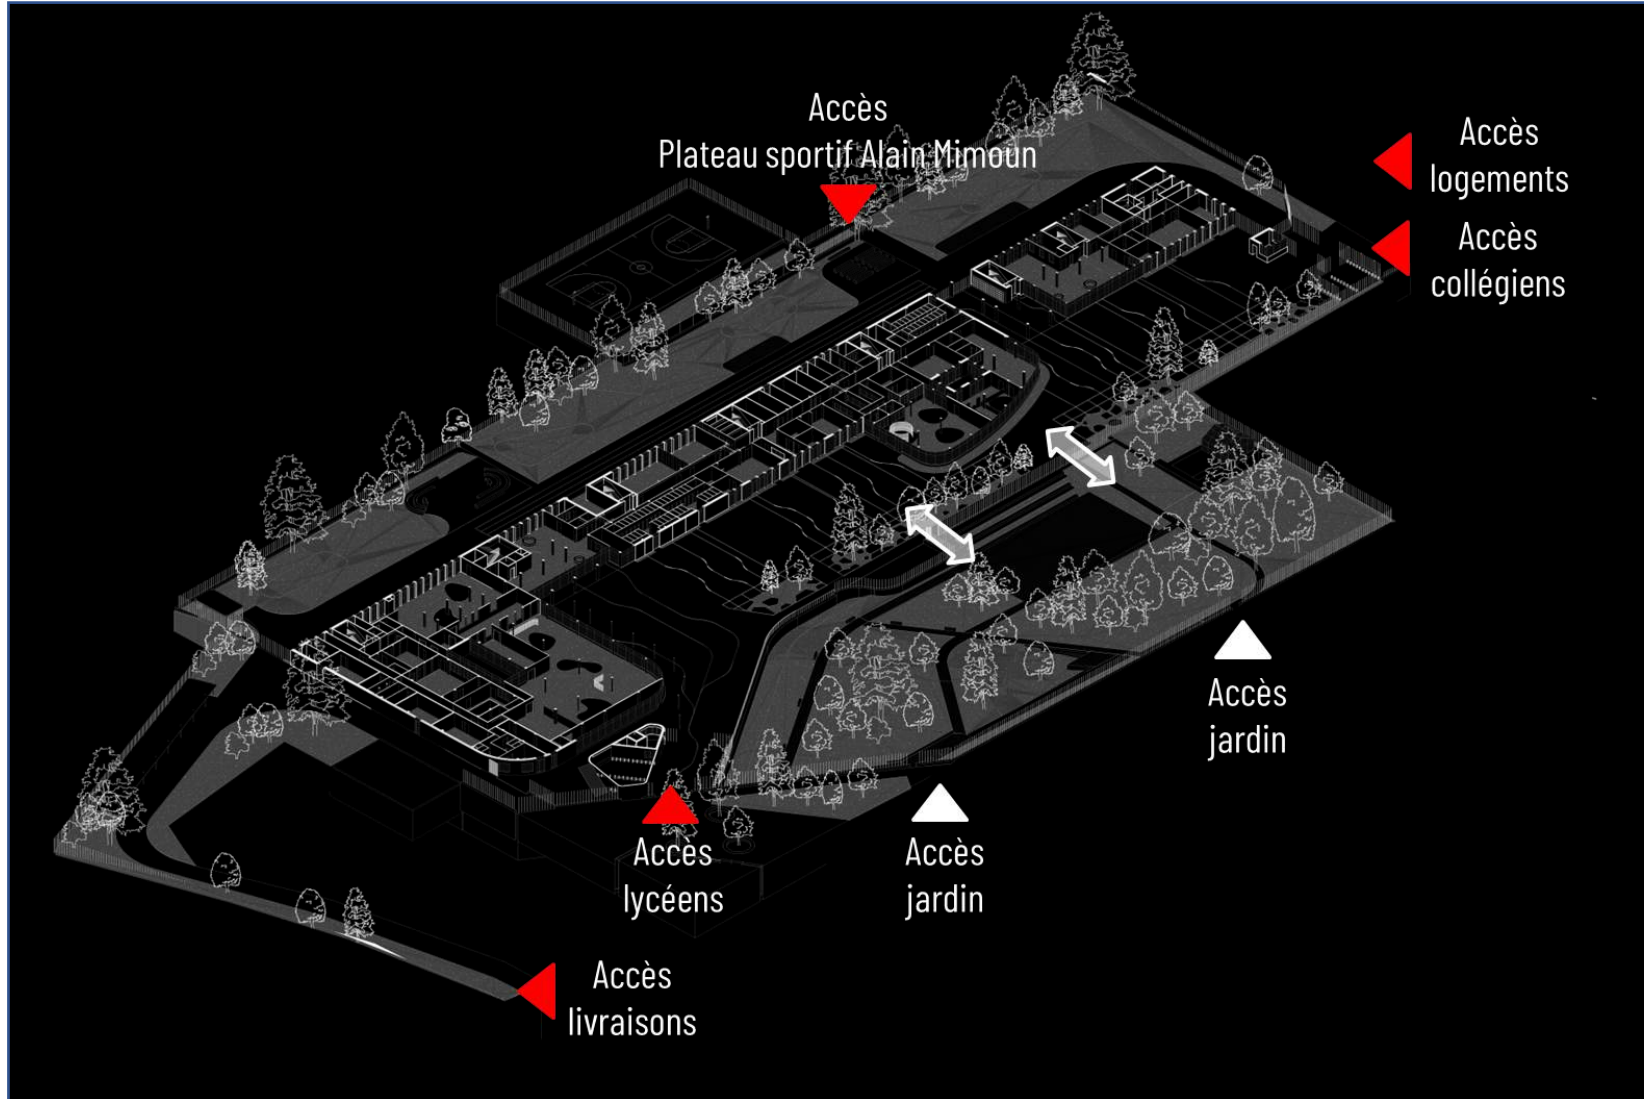 Accès
Plateau sportif Alain Mimoun
Accès
logements
Accès
collégiens
Accès
jardin
Accès
lycéens
Accès
jardin
Accès
livraisons